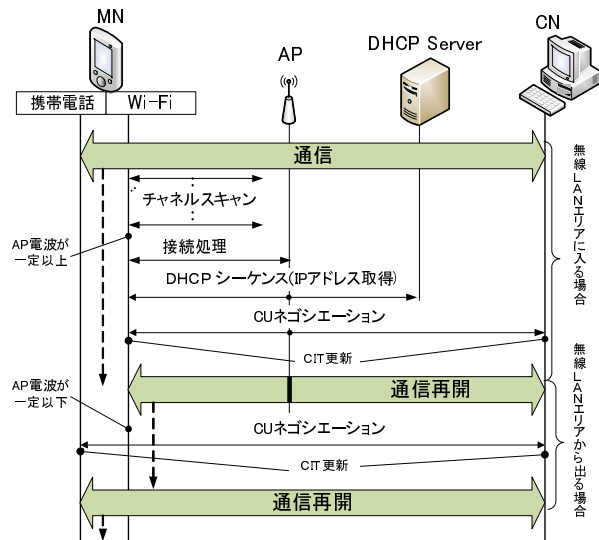 MN
CN
AP
DHCP Server
携帯電話
Wi-Fi
通信
チャネルスキャン
AP電波が
一定以上
接続処理
DHCP シーケンス(IPアドレス取得)
CUネゴシエーション
CIT更新
無線LANエリアに入る場合
通信再開
AP電波が
一定以下
CUネゴシエーション
CIT更新
無線LANエリアから出る場合
通信再開